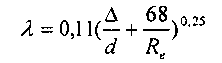 λ = 0,11(Δ/d + 68/Rₑ)^0,25